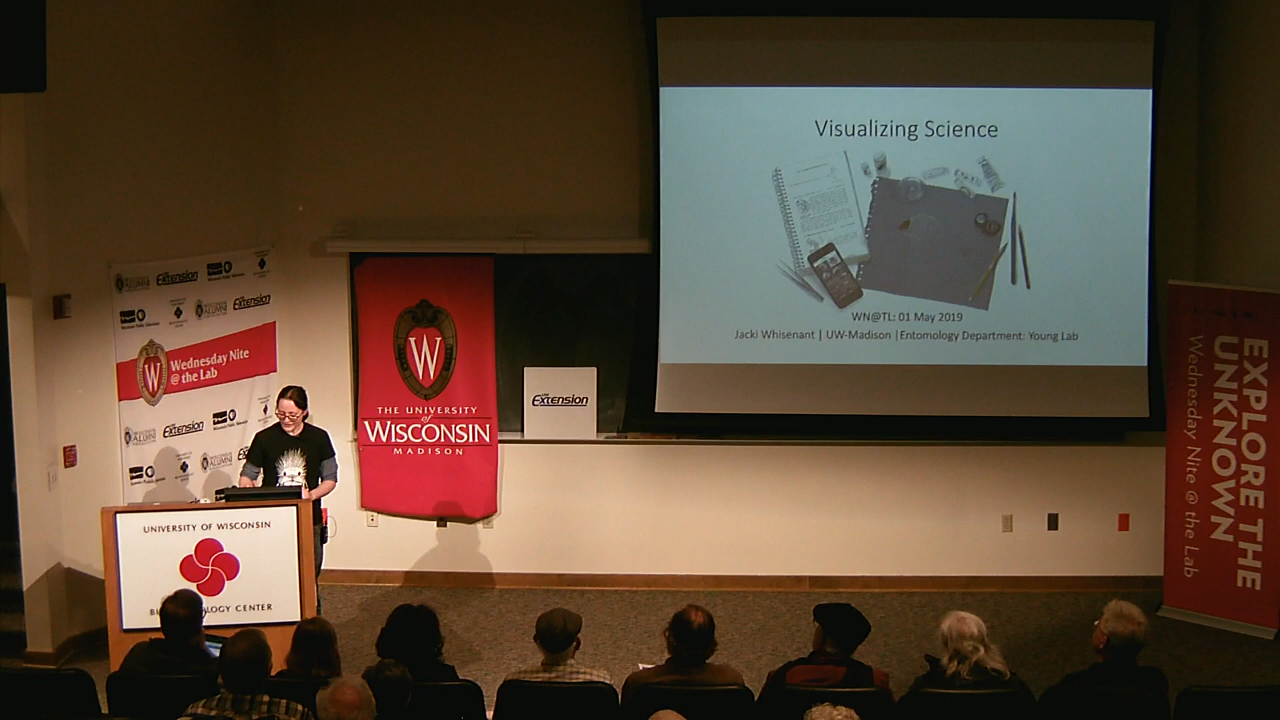 Visualizing Science
WN@TL: 01 May 2019
Jacki Whisenant | UW-Madison |Entomology Department: Young Lab
Extension
Extension
Wednesday Nite
@ the Lab
Extension
W
THE UNIVERSITY
of
WISCONSIN
MADISON
Extension
UNIVERSITY OF WISCONSIN
CENTER
EXPLORE THE
UNKNOWN
Wednesday Nite @ the Lab